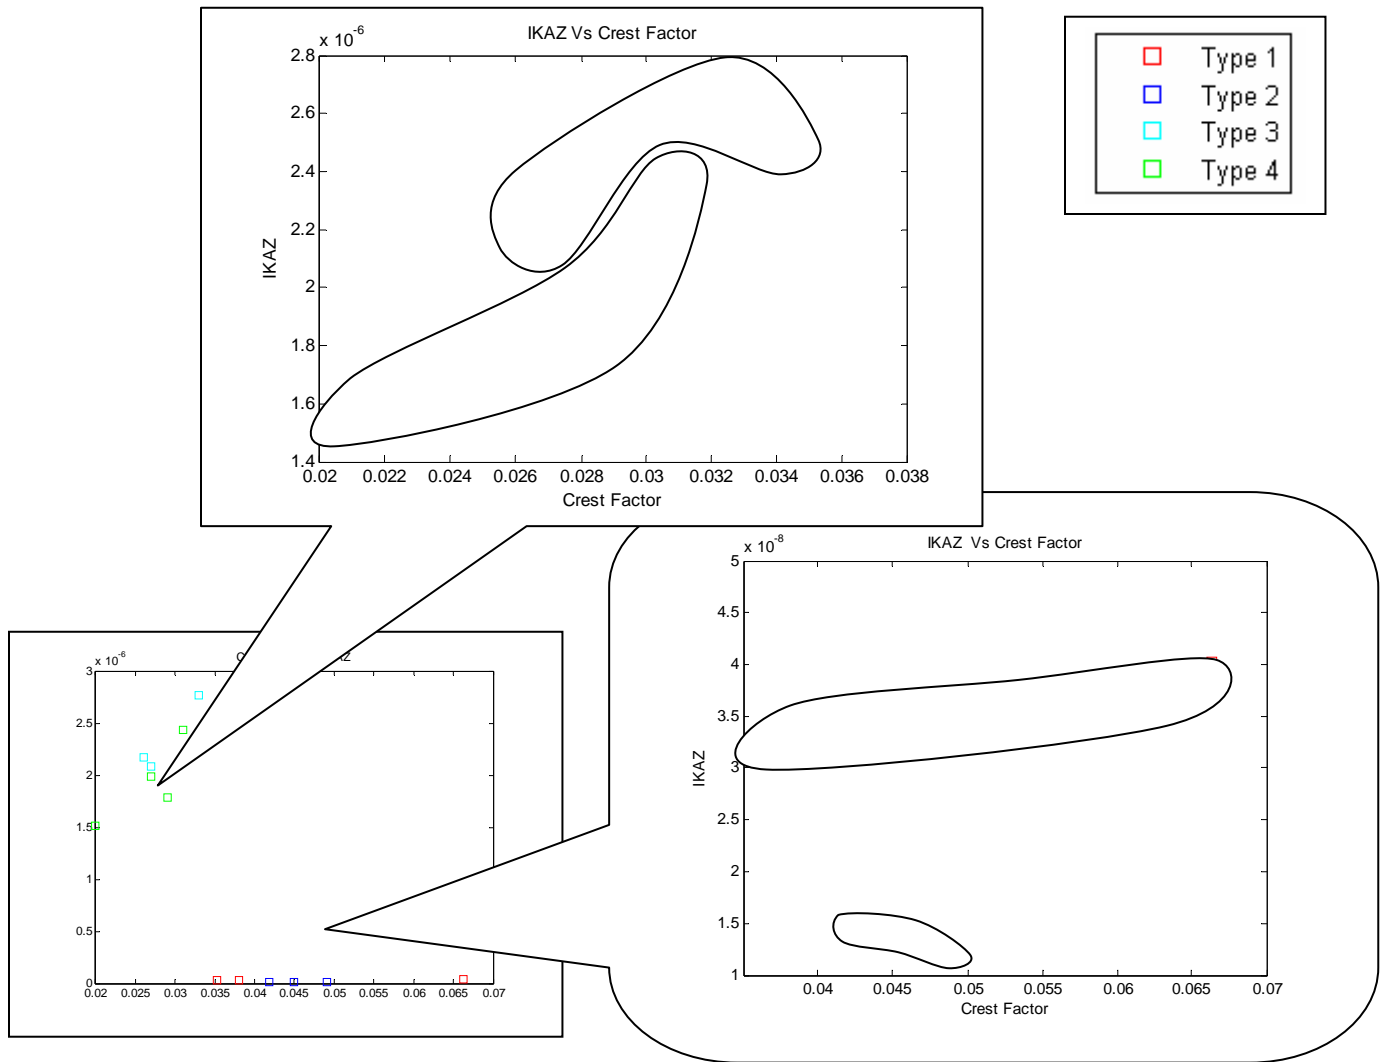 IKAZ Vs Crest Factor
x 10-6
2.8
2.6
2.4
2.2
2
1.8
1.6
1.4
IKAZ
0.02 0.022 0.024 0.026 0.028 0.03 0.032 0.034 0.036 0.038
Crest Factor
Type 1
Type 2
Type 3
Type 4
x 10-6
3
2.5
2
1.5
1
0.5
0
0.02 0.025 0.03 0.035 0.04 0.045 0.05 0.055 0.06 0.065 0.07
IKAZ Vs Crest Factor
x 10-8
5
4.5
4
3.5
3
2.5
2
1.5
1
IKAZ
0.04 0.045 0.05 0.055 0.06 0.065 0.07
Crest Factor